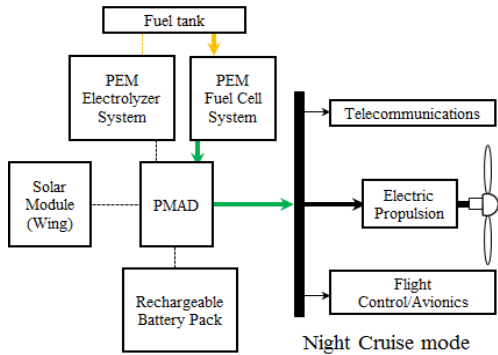 Fuel tank
PEM
Electrolyzer
System
PEM
Fuel Cell
System
Telecommunications
Solar
Module
(Wing)
PMAD
Electric
Propulsion
Rechargeable
Battery Pack
Flight
Control/Avionics
Night Cruise mode